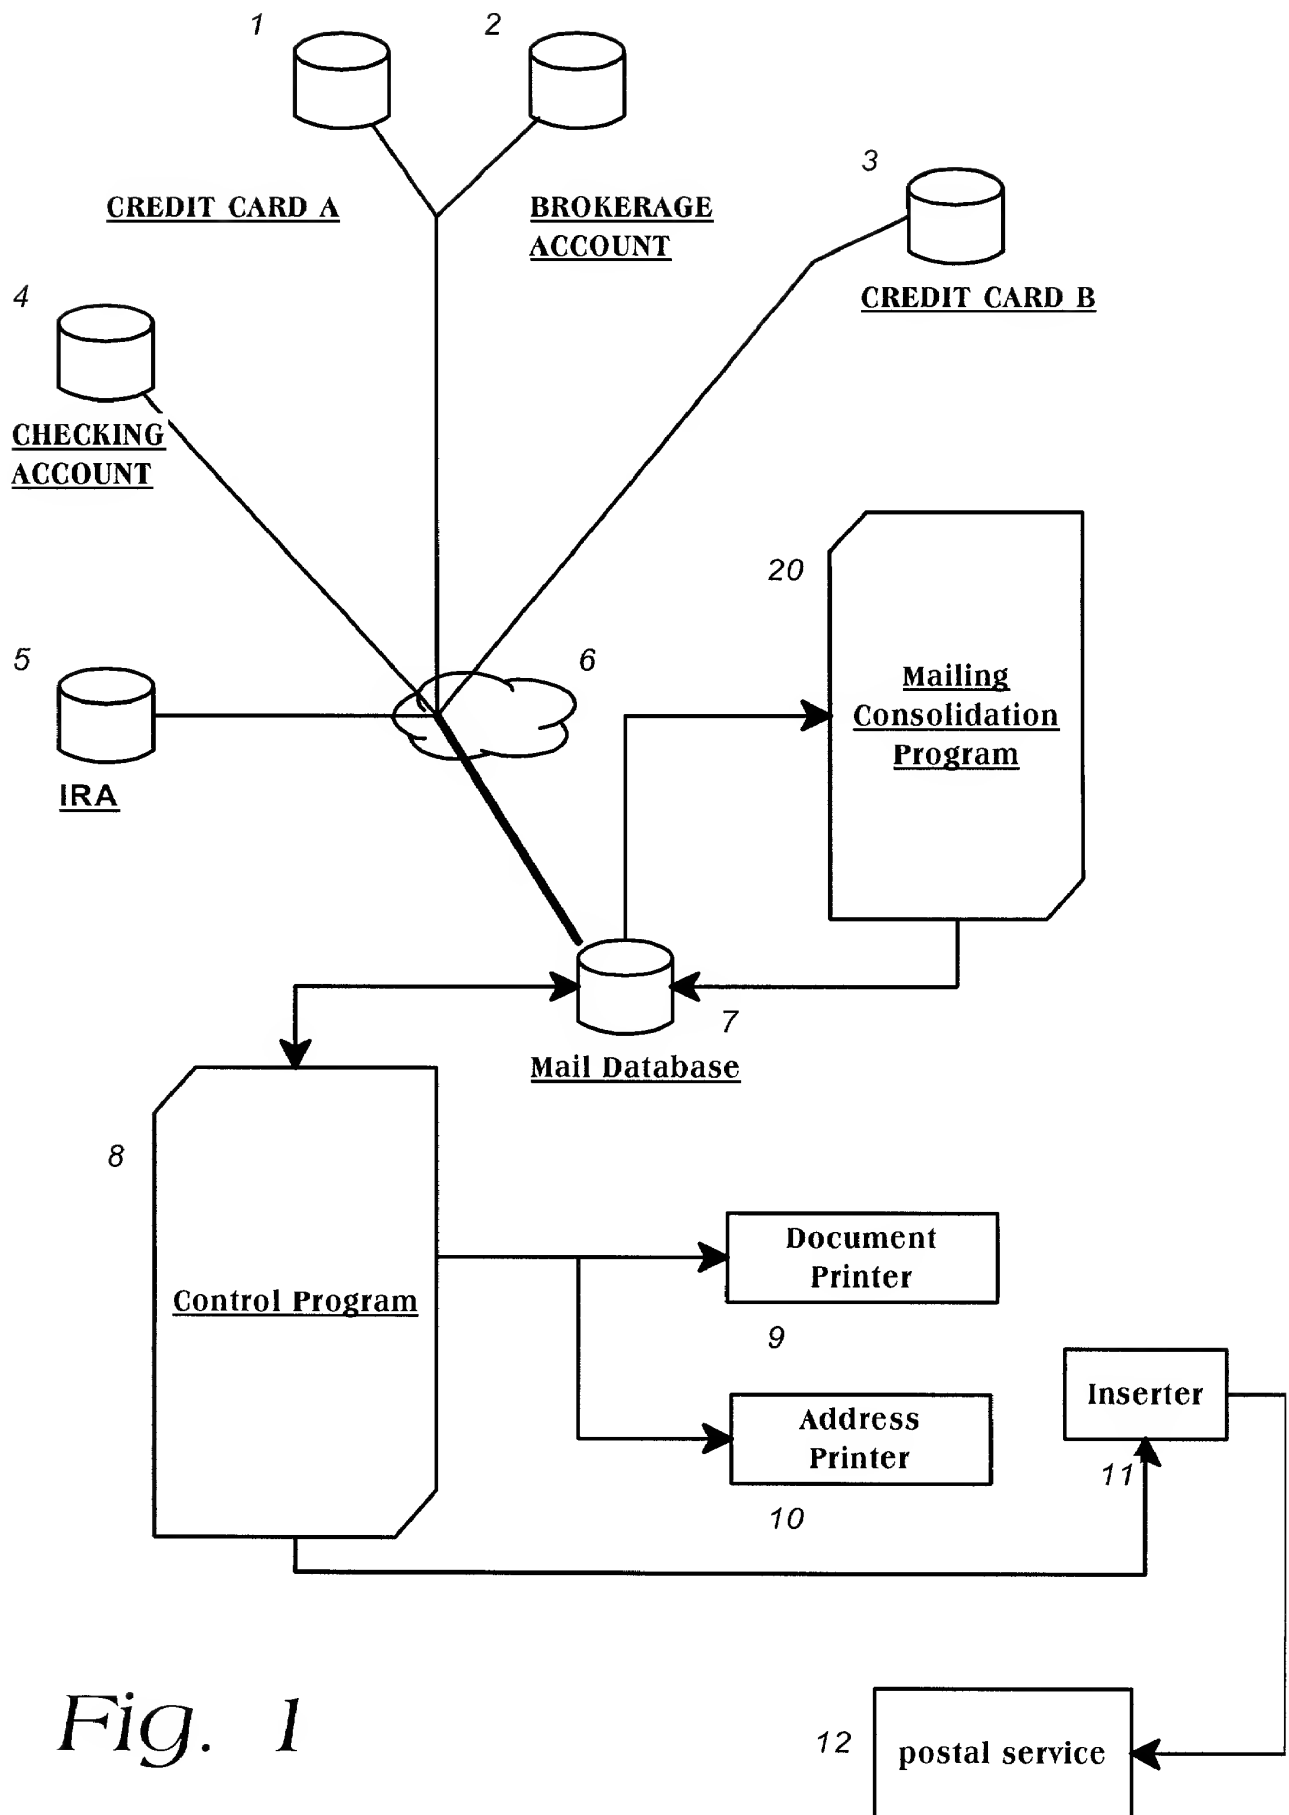 1
2
3
CREDIT CARD A
BROKERAGE
ACCOUNT
CREDIT CARD B
4
CHECKING
ACCOUNT
20
5
6
Mailing
Consolidation
Program
IRA
7
Mail Database
8
Document
Printer
Control Program
9
Inserter
Address
Printer
11
10
Fig. 1
12
postal service